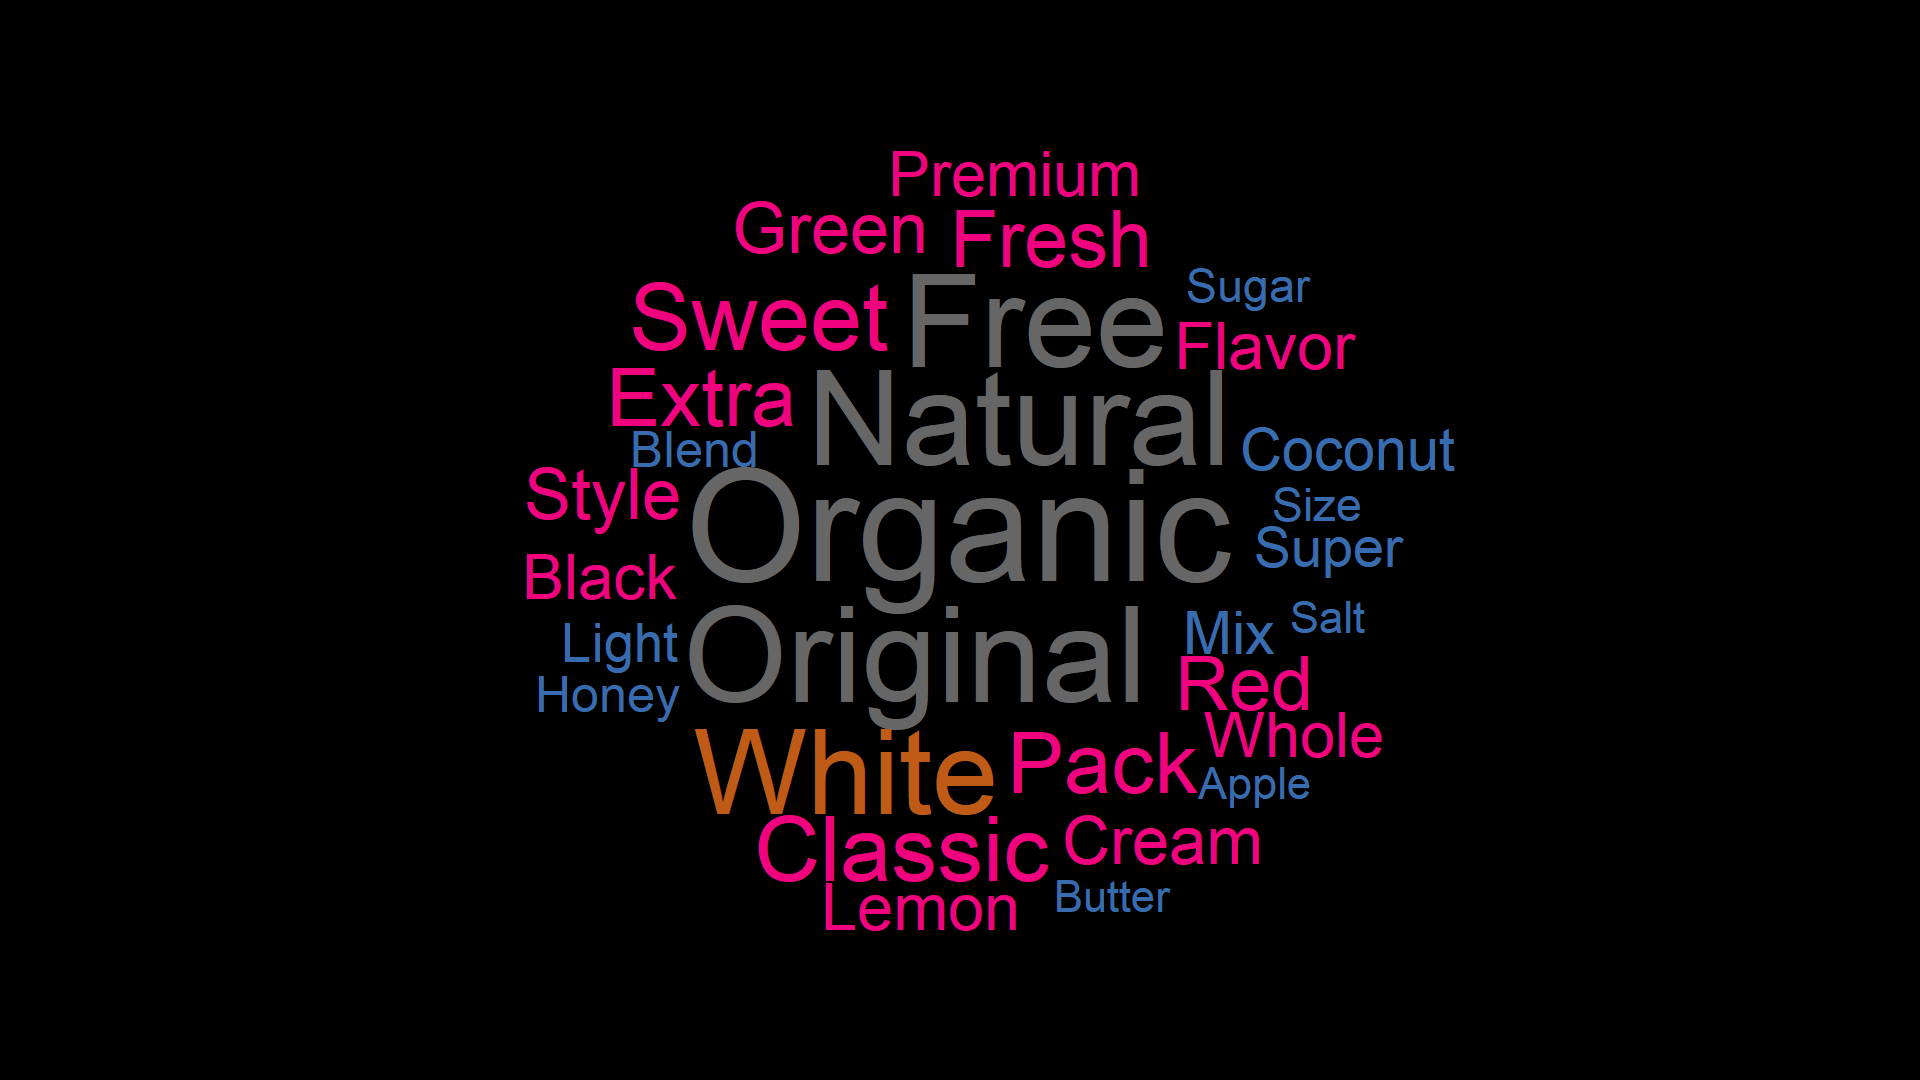 Premium
Green Fresh
Sweet Free Sugar
Flavor
Extra Natural
Blend Coconut
Style Organic Size
Super
Black
Light Original Mix Salt
Honey Red
White Pack Whole
Apple
Classic Cream
Lemon Butter